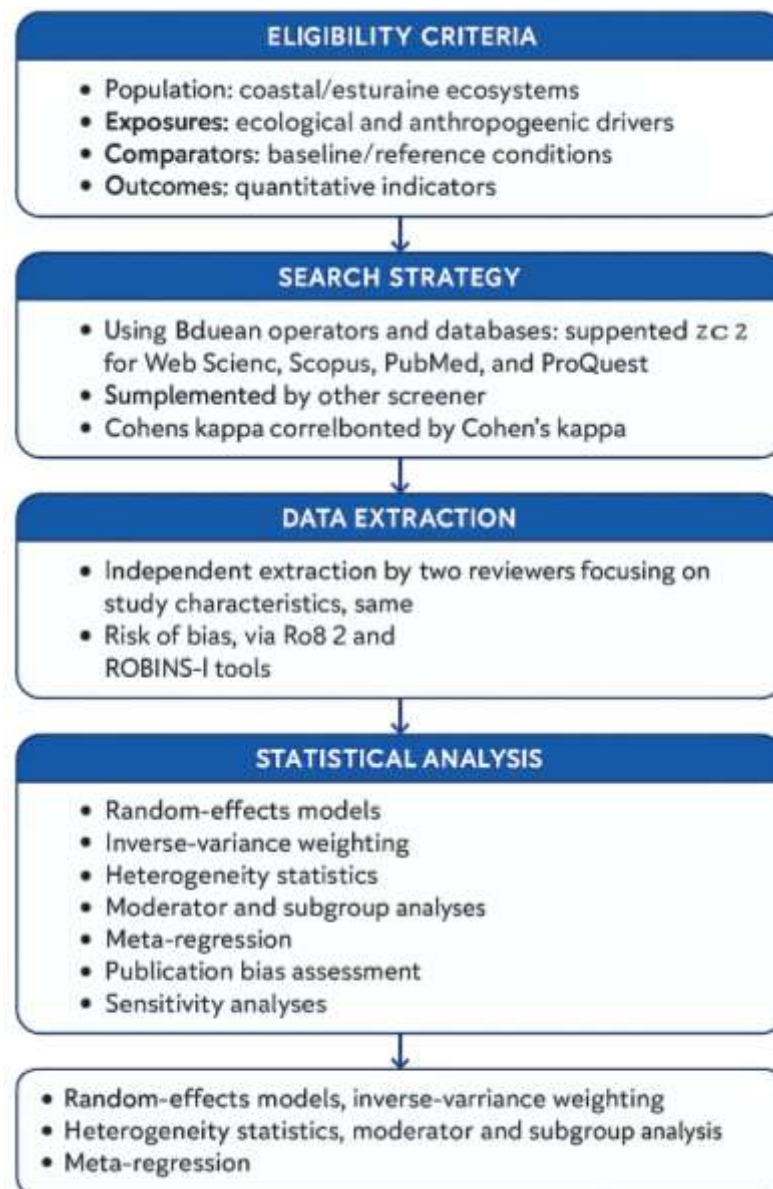 ELIGIBILITY CRITERIA
• Population: coastal/esturaine ecosystems
• Exposures: ecological and anthropogeenic drivers
• Comparators: baseline/reference conditions
• Outcomes: quantitative indicators
SEARCH STRATEGY
• Using Bduean operators and databases: suppented ZC 2
for Web Scienc, Scopus, PubMed, and ProQuest
• Sumplemented by other screener
• Cohens kappa correlbonted by Cohen's kappa
DATA EXTRACTION
• Independent extraction by two reviewers focusing on
study characteristics, same
• Risk of bias, via Ro8 2 and
ROBINS-I tools
STATISTICAL ANALYSIS
• Random-effects models
• Inverse-variance weighting
• Heterogeneity statistics
• Moderator and subgroup analyses
• Meta-regression
• Publication bias assessment
• Sensitivity analyses
• Random-effects models, inverse-varriance weighting
• Heterogeneity statistics, moderator and subgroup analysis
• Meta-regression